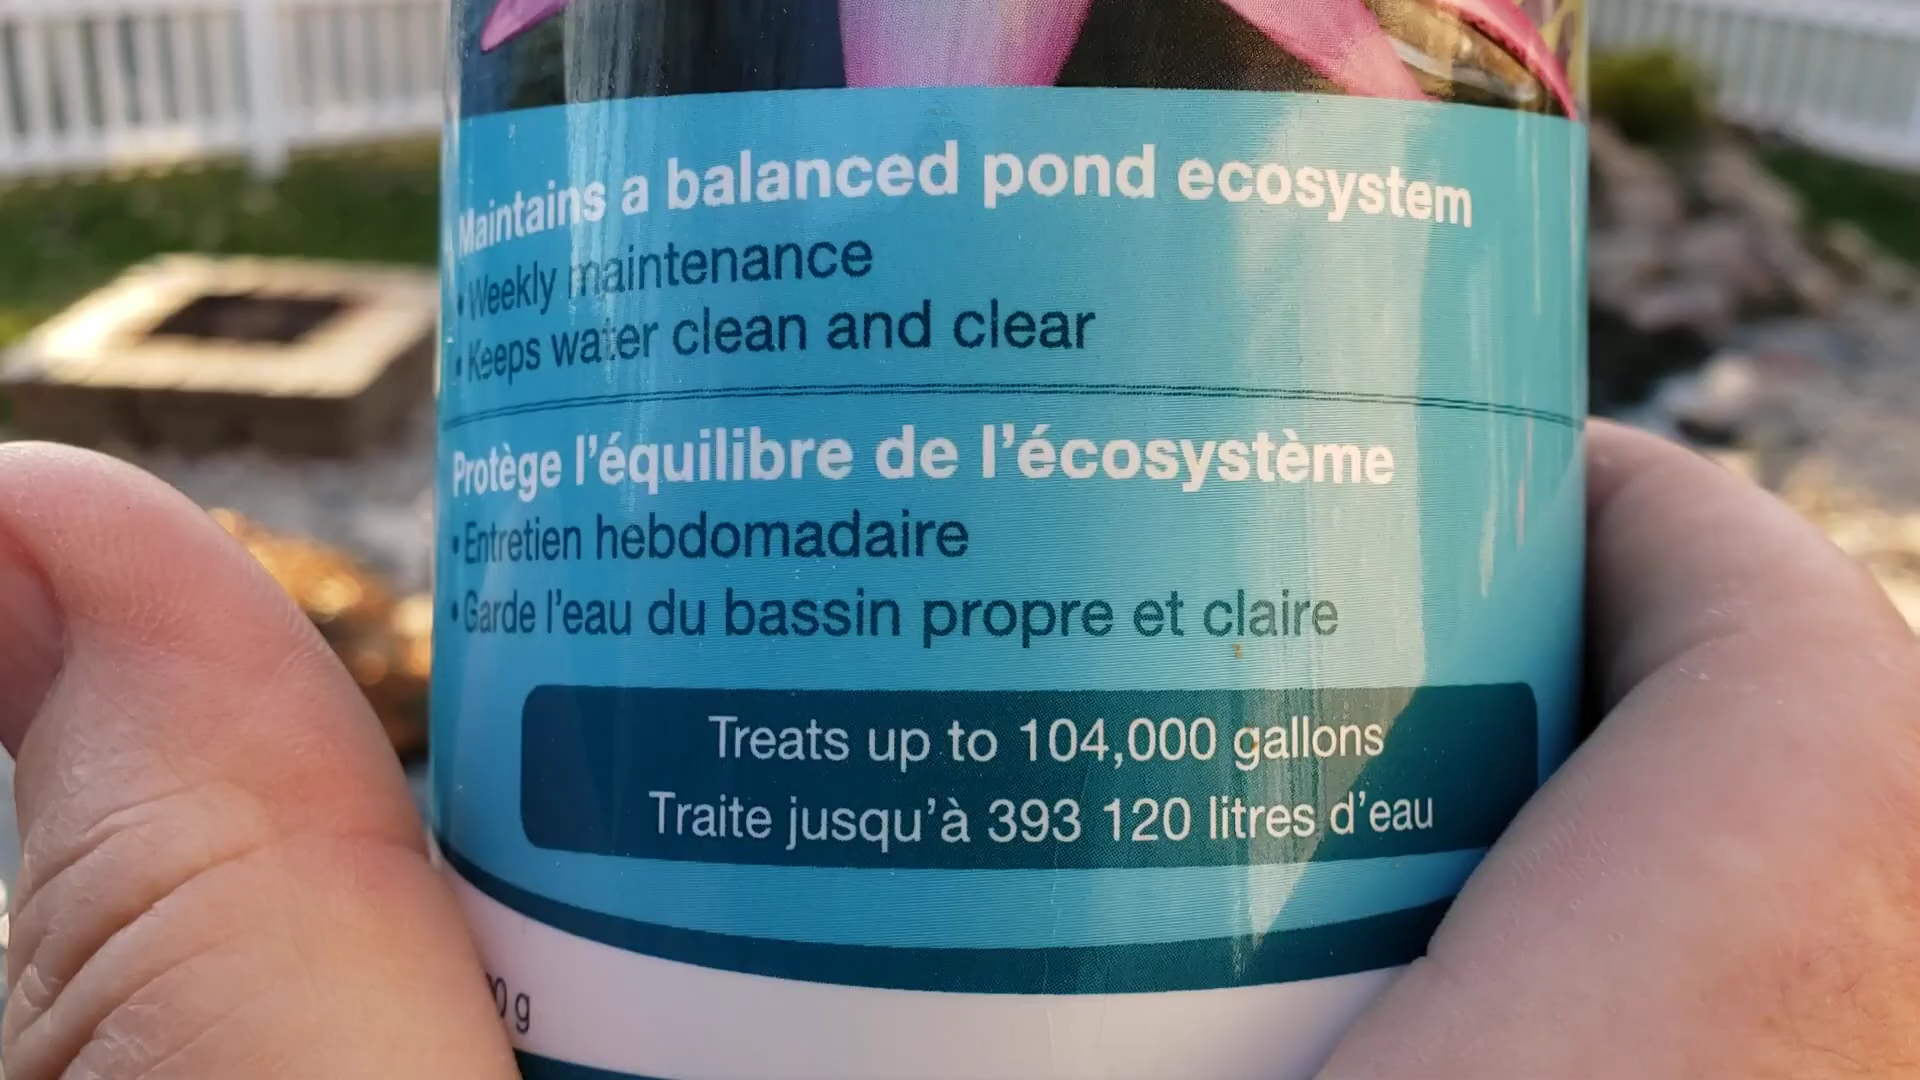 Maintains a balanced pond ecosystem
• Weekly maintenance
• Keeps water clean and clear
Protège l'équilibre de l'écosystème
• Entretien hebdomadaire
• Garde l'eau du bassin propre et claire
Treats up to 104,000 gallons
Traite jusqu'à 393 120 litres d'eau
g